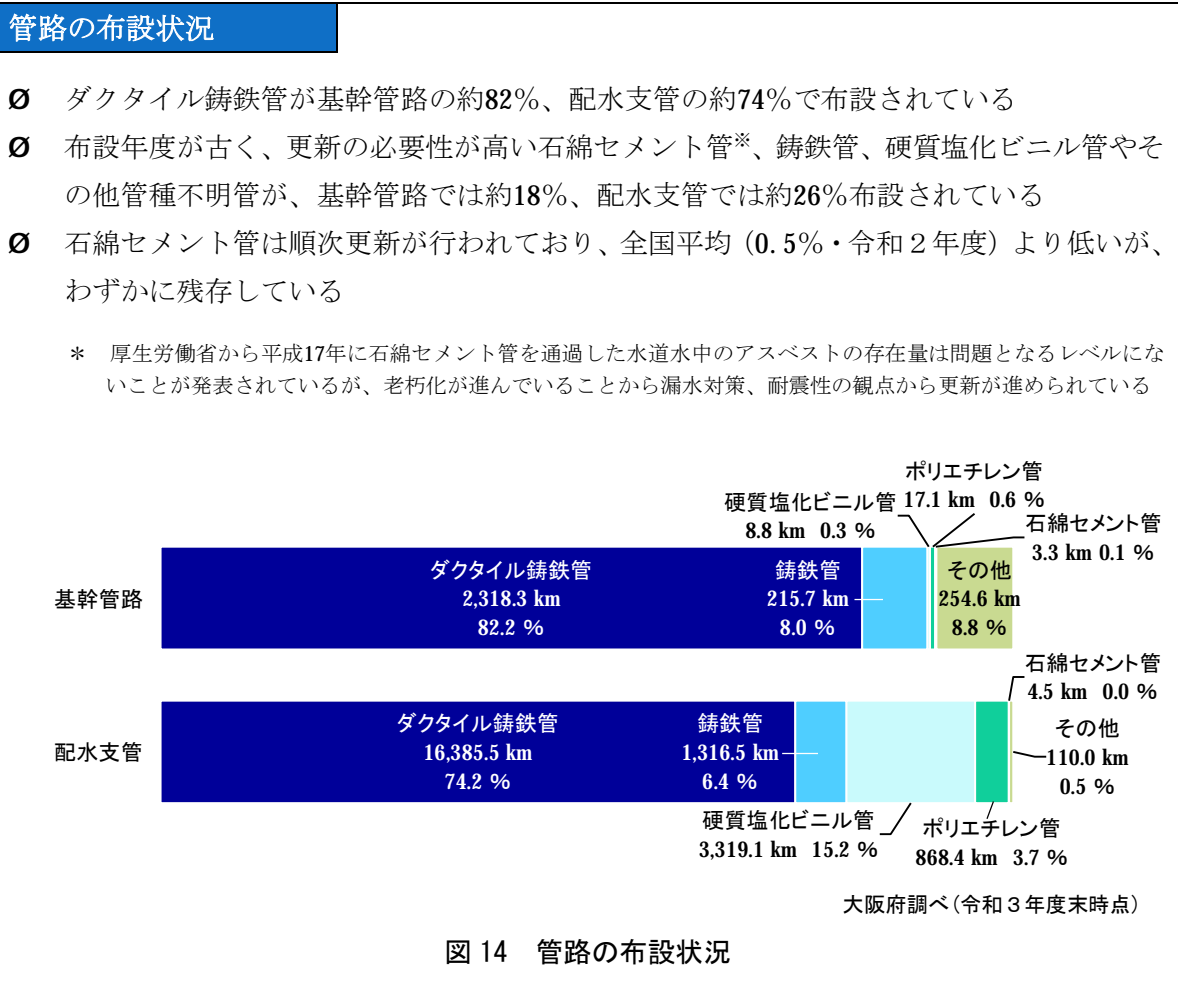 管路の布設状況
Ø ダクタイル鋳鉄管が基幹管路の約82％、配水支管の約74％で布設されている
Ø 布設年度が古く、更新の必要性が高い石綿セメント管※、鋳鉄管、硬質塩化ビニル管やそ
の他管種不明管が、基幹管路では約18％、配水支管では約26％布設されている
Ø 石綿セメント管は順次更新が行われており、全国平均（0.5％・令和２年度）より低いが、
わずかに残存している
＊ 厚生労働省から平成17年に石綿セメント管を通過した水道水中のアスベストの存在量は問題となるレベルにな
いことが発表されているが、老朽化が進んでいることから漏水対策、耐震性の観点から更新が進められている
ポリエチレン管
17.1 km 0.6 %
硬質塩化ビニル管
8.8 km 0.3 %
石綿セメント管
3.3 km 0.1 %
基幹管路
ダクタイル鋳鉄管
2,318.3 km
82.2 %
鋳鉄管
215.7 km
8.0 %
その他
254.6 km
8.8 %
石綿セメント管
4.5 km 0.0 %
配水支管
ダクタイル鋳鉄管
16,385.5 km
74.2 %
鋳鉄管
1,316.5 km
6.4 %
その他
110.0 km
0.5 %
硬質塩化ビニル管
3,319.1 km 15.2 %
ポリエチレン管
868.4 km 3.7 %
大阪府調べ（令和３年度末時点）
図 14 管路の布設状況